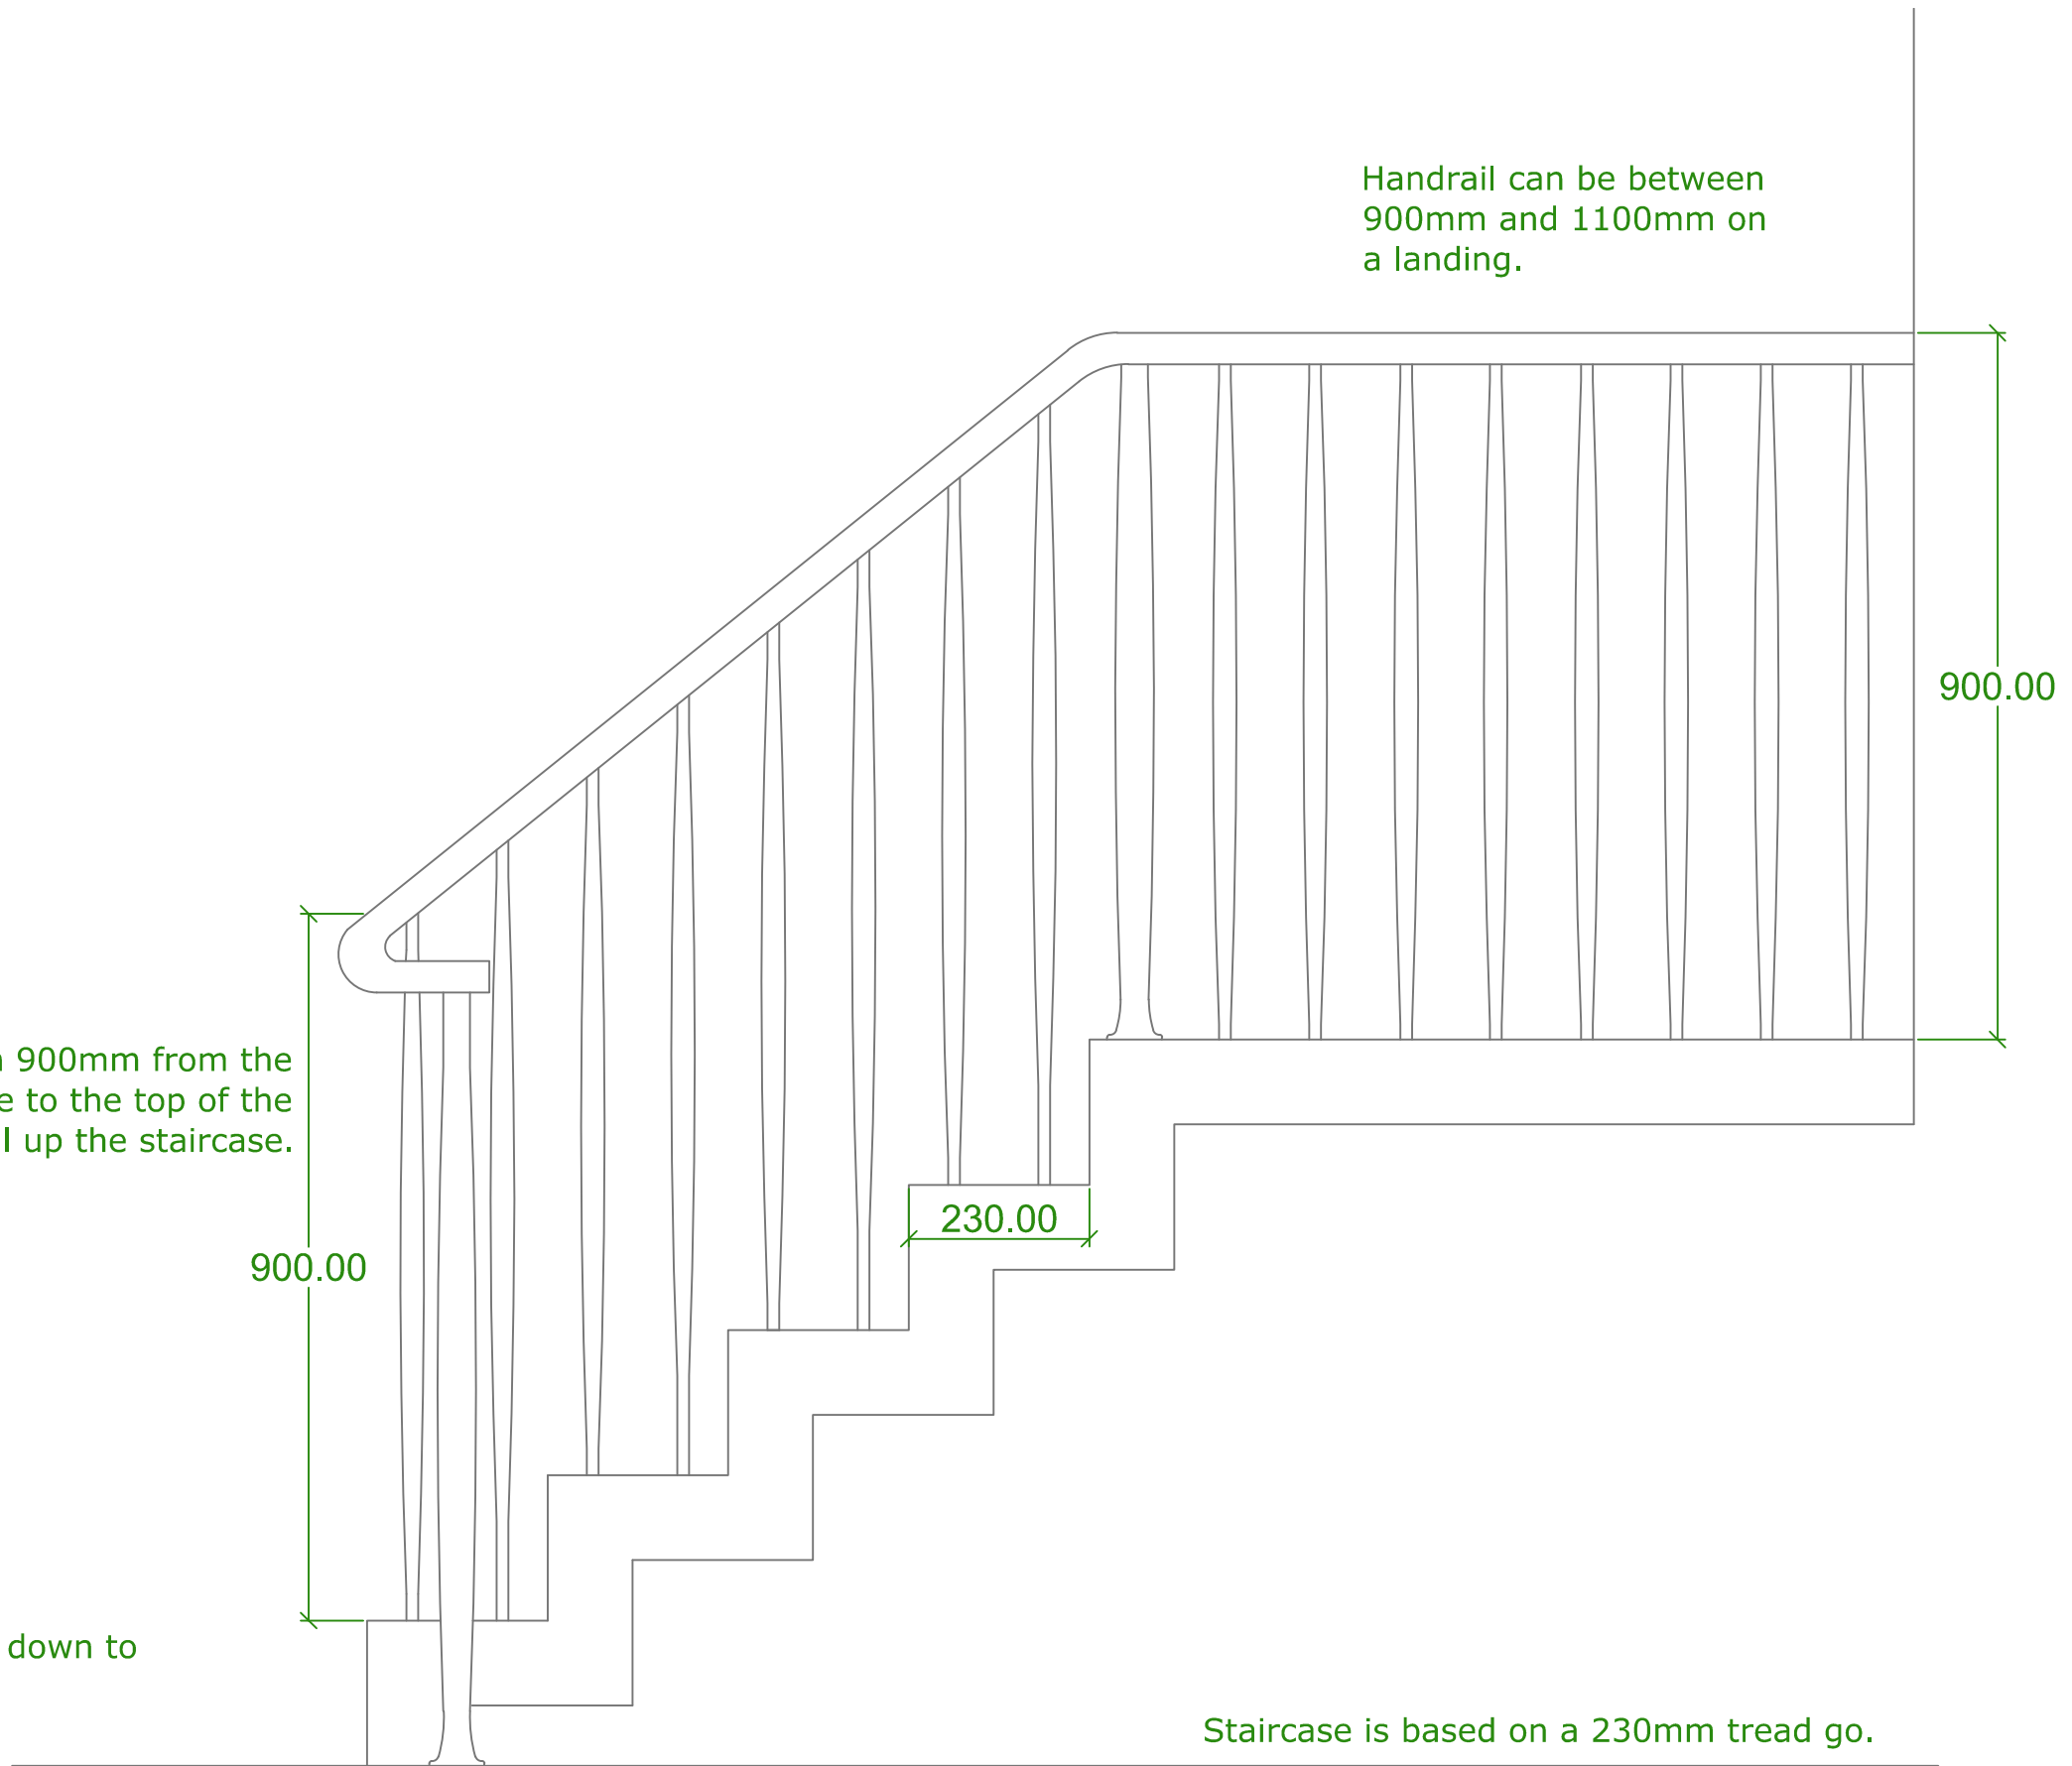 Handrail can be between
900mm and 1100mm on
a landing.
900.00
900mm from the
to the top of the
up the staircase.
230.00
900.00
down to
Staircase is based on a 230mm tread go.